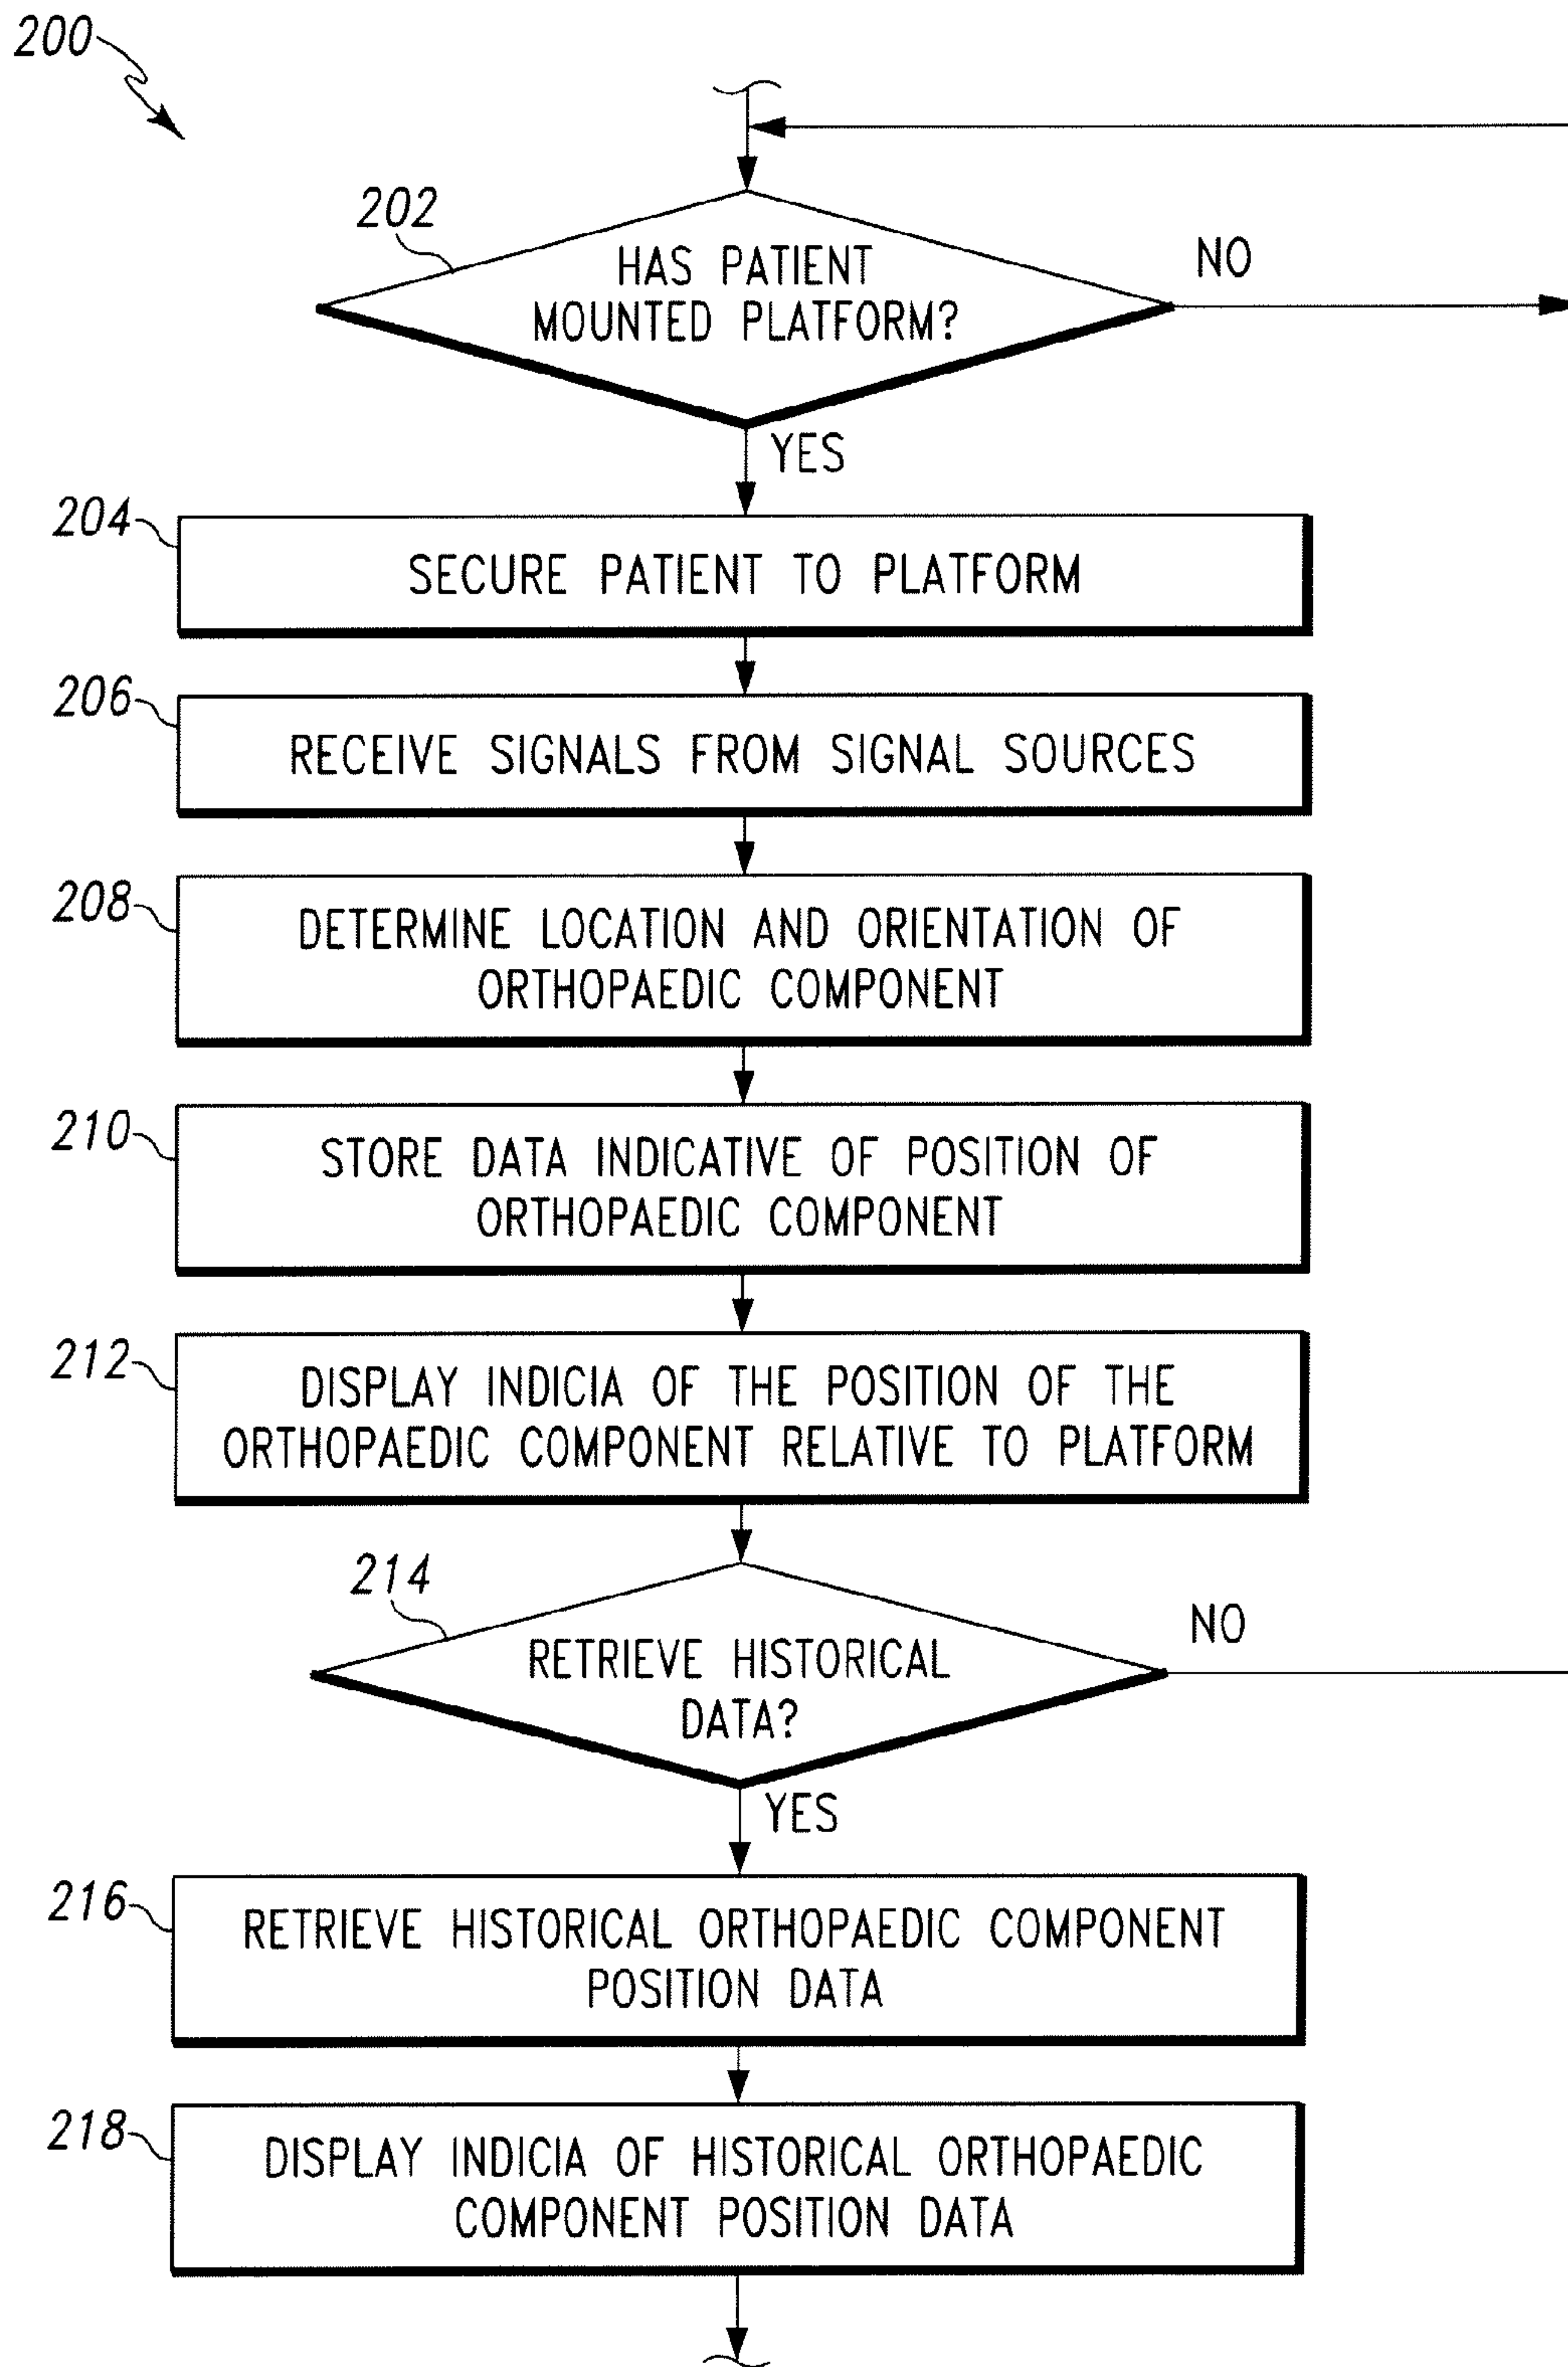 200
202
HAS PATIENT
MOUNTED PLATFORM?
NO
YES
204
SECURE PATIENT TO PLATFORM
206
RECEIVE SIGNALS FROM SIGNAL SOURCES
208
DETERMINE LOCATION AND ORIENTATION OF
ORTHOPAEDIC COMPONENT
210
STORE DATA INDICATIVE OF POSITION OF
ORTHOPAEDIC COMPONENT
212
DISPLAY INDICIA OF THE POSITION OF THE
ORTHOPAEDIC COMPONENT RELATIVE TO PLATFORM
214
RETRIEVE HISTORICAL
DATA?
NO
YES
216
RETRIEVE HISTORICAL ORTHOPAEDIC COMPONENT
POSITION DATA
218
DISPLAY INDICIA OF HISTORICAL ORTHOPAEDIC
COMPONENT POSITION DATA